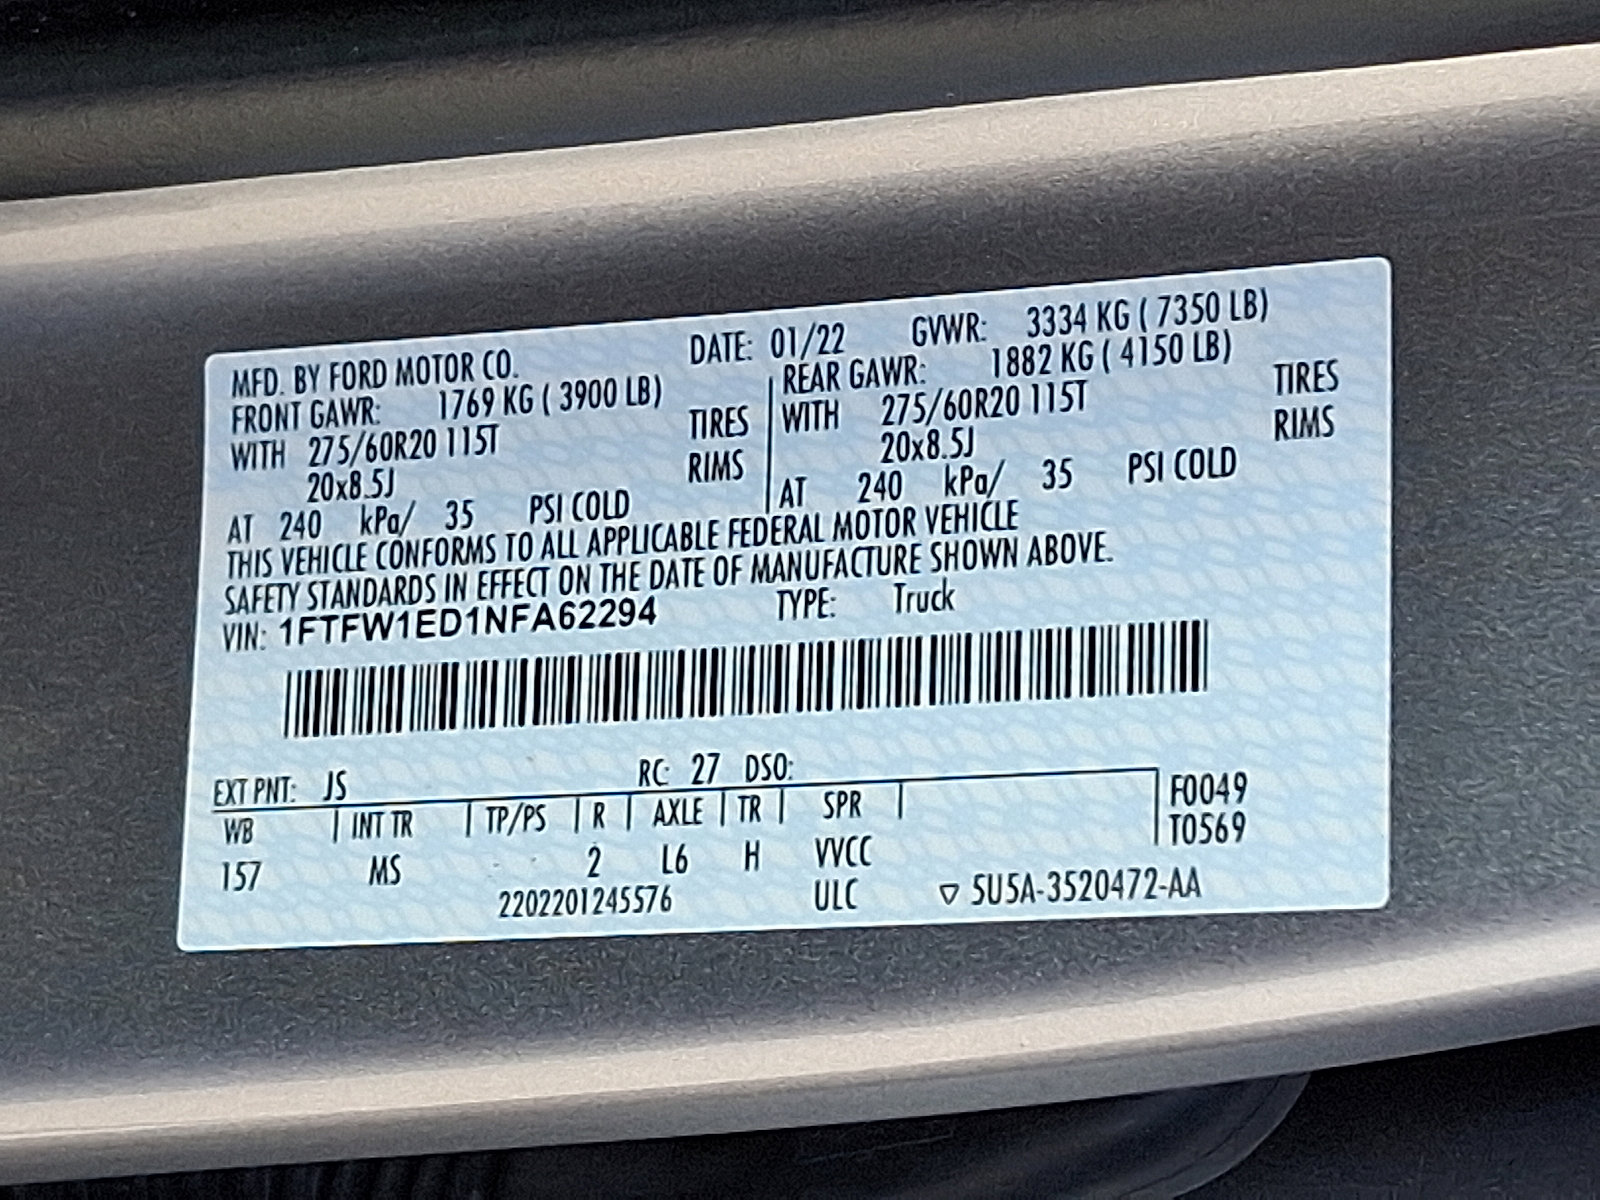 MFD. BY FORD MOTOR CO. DATE: 01/22 GVWR: 3334 KG ( 7350 LB)
FRONT GAWR: 1769 KG ( 3900 LB)
WITH 275/60R20 115T TIRES
20x8.5J RIMS
AT 240 kPa/ 35 PSI COLD
REAR GAWR: 1882 KG ( 4150 LB)
WITH 275/60R20 115T TIRES
20x8.5J RIMS
AT 240 kPa/ 35 PSI COLD
THIS VEHICLE CONFORMS TO ALL APPLICABLE FEDERAL MOTOR VEHICLE
SAFETY STANDARDS IN EFFECT ON THE DATE OF MANUFACTURE SHOWN ABOVE.
VIN: 1FTFW1ED1NFA62294 TYPE: Truck
EXT PNT: JS RC: 27 DSO:
WB | INT TR | TP/PS | R | AXLE | TR | SPR | F0049
T0569
157 MS 2 L6 H VVCC
2202201245576 ULC ▽ 5U5A-3520472-AA